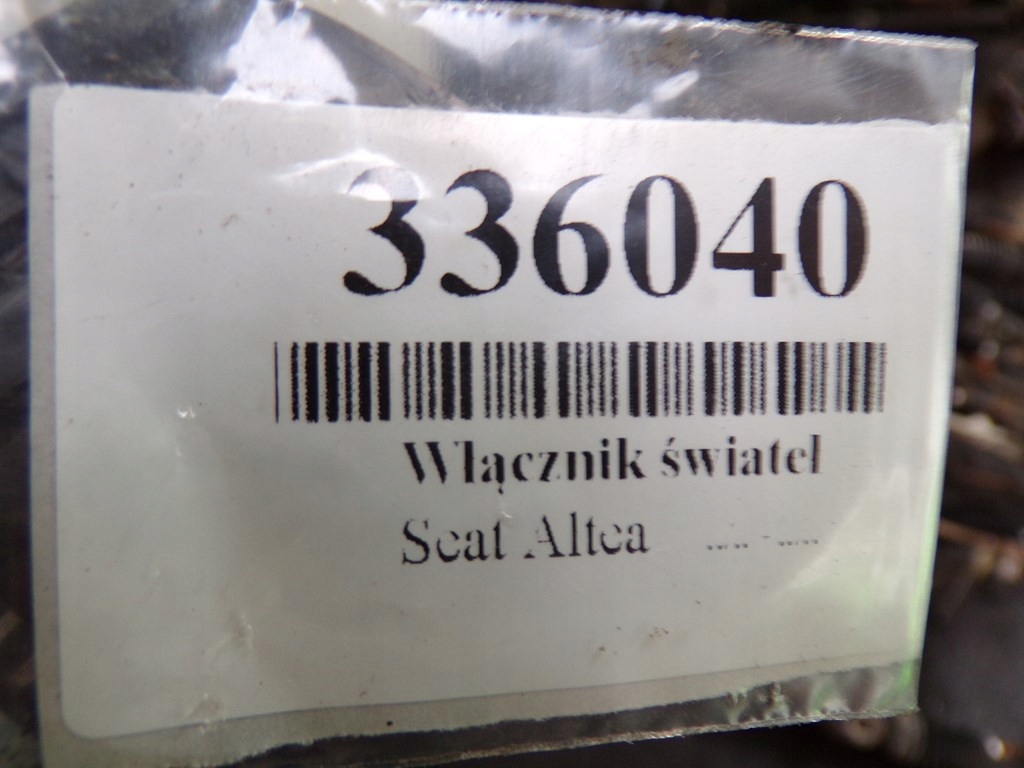 336040
Włącznik świateł
Seat Altea